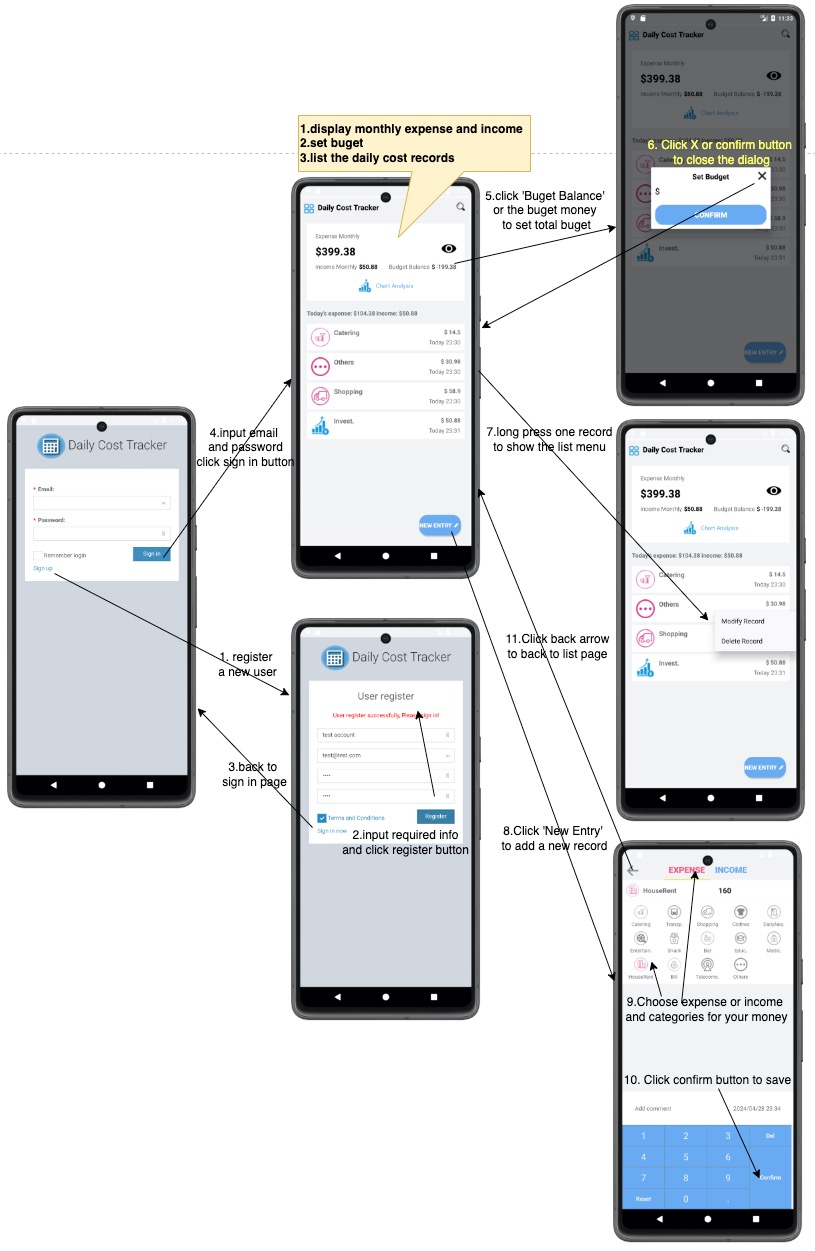 1.display monthly expense and income
2.set buget
3.list the daily cost records
Daily Cost Tracker
Expense Monthly
$399.38
Income Monthly $50.88 Budget Balance $ -199.38
Chart Analysis
Today's expense: $104.38 Income: $50.88
Catering $ 14.5
Today 23:30
Others $ 30.98
Today 23:30
Shopping $ 58.9
Today 23:30
Invest. $ 50.88
Today 23:31
NEW ENTRY
5.click 'Buget Balance'
or the buget money
to set total buget
11:33
Daily Cost Tracker
Expense Monthly
$399.38
Income Monthly $50.88 Budget Balance $ -199.38
Chart Analysis
6. Click X or confirm button
to close the dialog
$ 14.5
Set Budget
$
CONFIRM
Invest. $ 50.88
Today 23:31
NEW ENTRY
Daily Cost Tracker
* Email:
* Password:
Remember login
Sign in
Sign up
4.input email
and password
click sign in button
1. register
a new user
3.back to
sign in page
Daily Cost Tracker
User register
User register successfully, Please sign in!
test account
test@test.com
....
....
Terms and Conditions
Register
Sign in now
2.input required info
and click register button
7.long press one record
to show the list menu
Daily Cost Tracker
Expense Monthly
$399.38
Income Monthly $50.88 Budget Balance $ -199.38
Chart Analysis
Today's expense: $104.38 Income: $50.88
Catering $ 14.5
Today 23:30
Others $ 30.98
Modify Record
Shopping
Delete Record
Invest. $ 50.88
Today 23:31
NEW ENTRY
11.Click back arrow
to back to list page
8.Click 'New Entry'
to add a new record
EXPENSE INCOME
HouseRent 160
Catering Transp. Shopping Clothes DailyNec.
Entertain. Snack Bar Educ. Medic.
HouseRent Bill Telecoms. Others
9.Choose expense or income
and categories for your money
10. Click confirm button to save
Add comment 2024/04/28 23:34
1 2 3 Del
4 5 6
7 8 9 Confirm
Reset 0 .